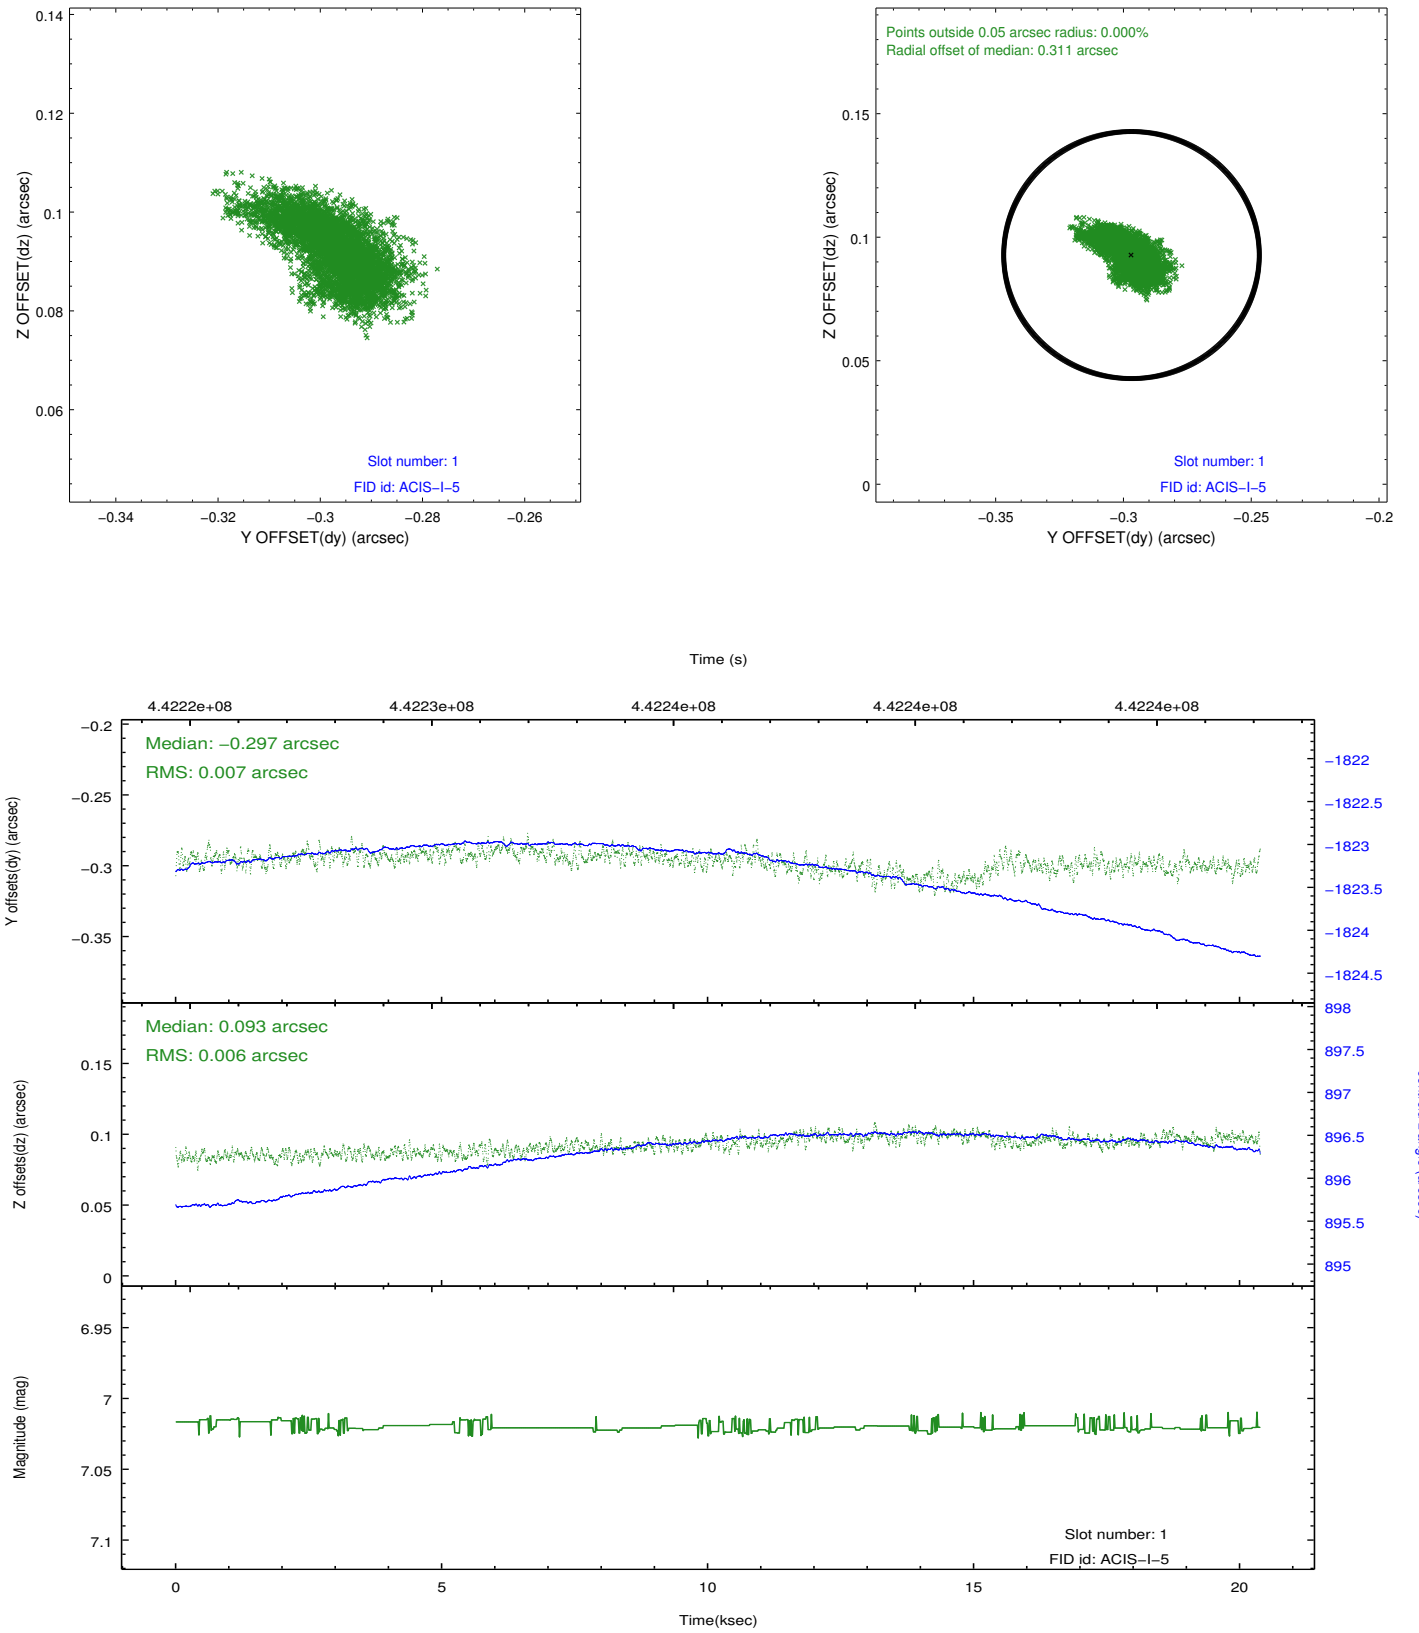 0.14
0.12
0.1
0.08
0.06
Z OFFSET(dz) (arcsec)
Slot number: 1
FID id: ACIS−I−5
−0.34 −0.32 −0.3 −0.28 −0.26
Y OFFSET(dy) (arcsec)
Points outside 0.05 arcsec radius: 0.000%
Radial offset of median: 0.311 arcsec
0.15
0.1
0.05
0
Z OFFSET(dz) (arcsec)
Slot number: 1
FID id: ACIS−I−5
−0.35 −0.3 −0.25 −0.2
Y OFFSET(dy) (arcsec)
Time (s)
4.4222e+08 4.4223e+08 4.4224e+08 4.4224e+08 4.4224e+08
Median: −0.297 arcsec
RMS: 0.007 arcsec
−0.2
−0.25
−0.3
−0.35
Y offsets(dy) (arcsec)
−1822
−1822.5
−1823
−1823.5
−1824
−1824.5
Median: 0.093 arcsec
RMS: 0.006 arcsec
0.15
0.1
0.05
0
Z offsets(dz) (arcsec)
898
897.5
897
896.5
896
895.5
895
6.95
7
7.05
7.1
Magnitude (mag)
Slot number: 1
FID id: ACIS−I−5
0 5 10 15 20
Time(ksec)